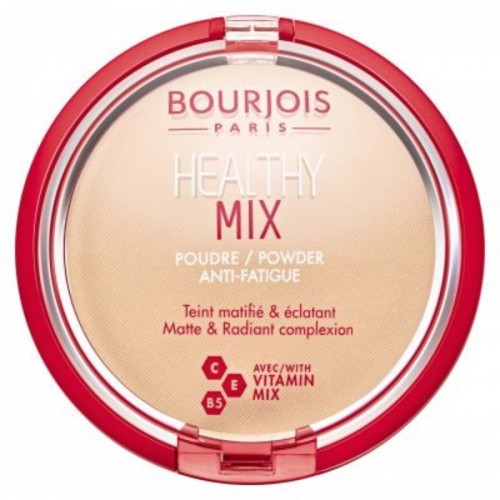 BOURJOIS
PARIS
HEALTHY
MIX
POUDRE / POWDER
ANTI-FATIGUE
Teint matifié & éclatant
Matte & Radiant complexion
C
E
B5
AVEC/WITH
VITAMIN
MIX